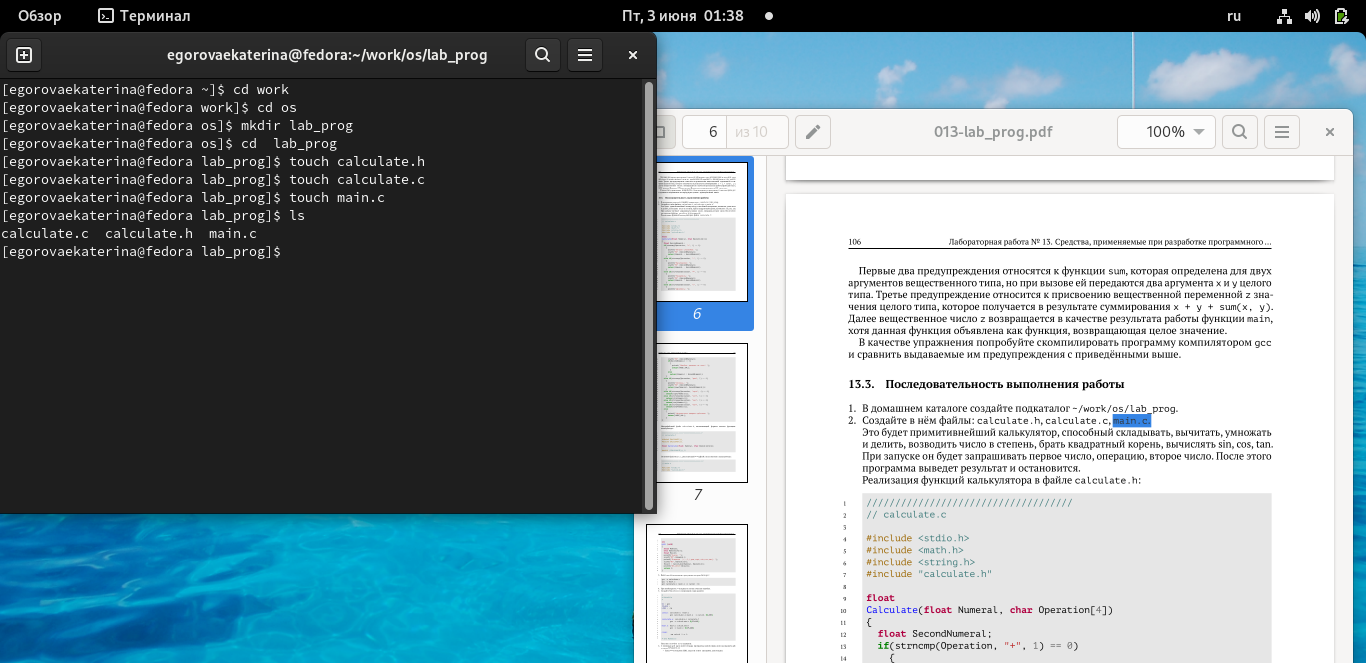 Обзор Терминал Пт, 3 июня 01:38 ru
egorovaekaterina@fedora:~/work/os/lab_prog
[egorovaekaterina@fedora ~]$ cd work
[egorovaekaterina@fedora work]$ cd os
[egorovaekaterina@fedora os]$ mkdir lab_prog
[egorovaekaterina@fedora os]$ cd  lab_prog
[egorovaekaterina@fedora lab_prog]$ touch calculate.h
[egorovaekaterina@fedora lab_prog]$ touch calculate.c
[egorovaekaterina@fedora lab_prog]$ touch main.c
[egorovaekaterina@fedora lab_prog]$ ls
calculate.c  calculate.h  main.c
[egorovaekaterina@fedora lab_prog]$
6 из 10 013-lab_prog.pdf 100%
6
7
106 Лабораторная работа № 13. Средства, применяемые при разработке программного ...
Первые два предупреждения относятся к функции sum, которая определена для двух
аргументов вещественного типа, но при вызове ей передаются два аргумента x и y целого
типа. Третье предупреждение относится к присвоению вещественной переменной z зна-
чения целого типа, которое получается в результате суммирования x + y + sum(x, y).
Далее вещественное число z возвращается в качестве результата работы функции main,
хотя данная функция объявлена как функция, возвращающая целое значение.
В качестве упражнения попробуйте скомпилировать программу компилятором gcc
и сравнить выдаваемые им предупреждения с приведёнными выше.
13.3. Последовательность выполнения работы
1. В домашнем каталоге создайте подкаталог ~/work/os/lab_prog.
2. Создайте в нём файлы: calculate.h, calculate.c, main.c.
Это будет примитивнейший калькулятор, способный складывать, вычитать, умножать
и делить, возводить число в степень, брать квадратный корень, вычислять sin, cos, tan.
При запуске он будет запрашивать первое число, операцию, второе число. После этого
программа выведет результат и остановится.
Реализация функций калькулятора в файле calculate.h:
1 ////////////////////////////////////
2 // calculate.c
3
4 #include <stdio.h>
5 #include <math.h>
6 #include <string.h>
7 #include "calculate.h"
8
9 float
10 Calculate(float Numeral, char Operation[4])
11 {
12 float SecondNumeral;
13 if(strncmp(Operation, "+", 1) == 0)
14 {